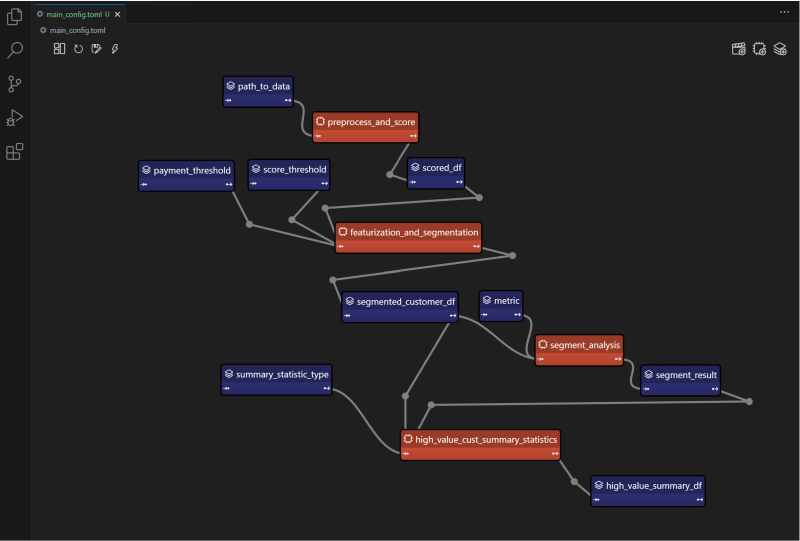 main_config.toml U
main_config.toml
path_to_data
preprocess_and_score
payment_threshold
score_threshold
scored_df
featurization_and_segmentation
segmented_customer_df
metric
segment_analysis
summary_statistic_type
segment_result
high_value_cust_summary_statistics
high_value_summary_df